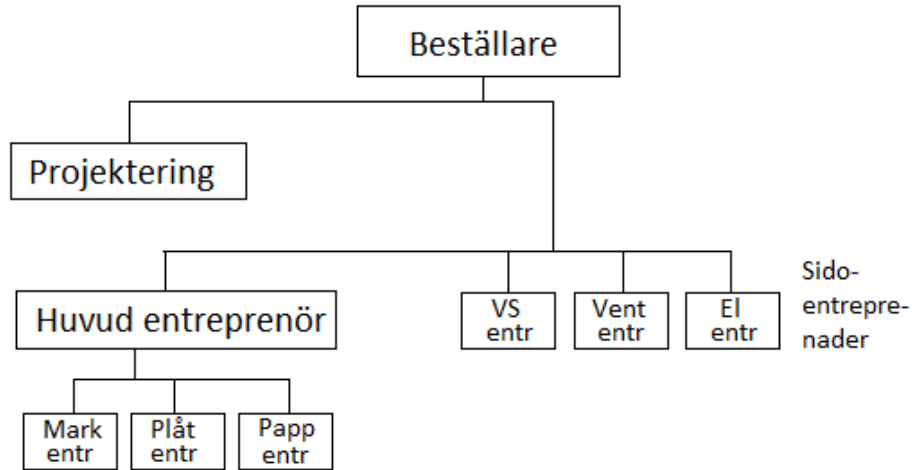 Beställare
Projektering
Huvud entreprenör
VS
entr
Vent
entr
El
entr
Sido-
entrepre-
nader
Mark
entr
Plåt
entr
Papp
entr